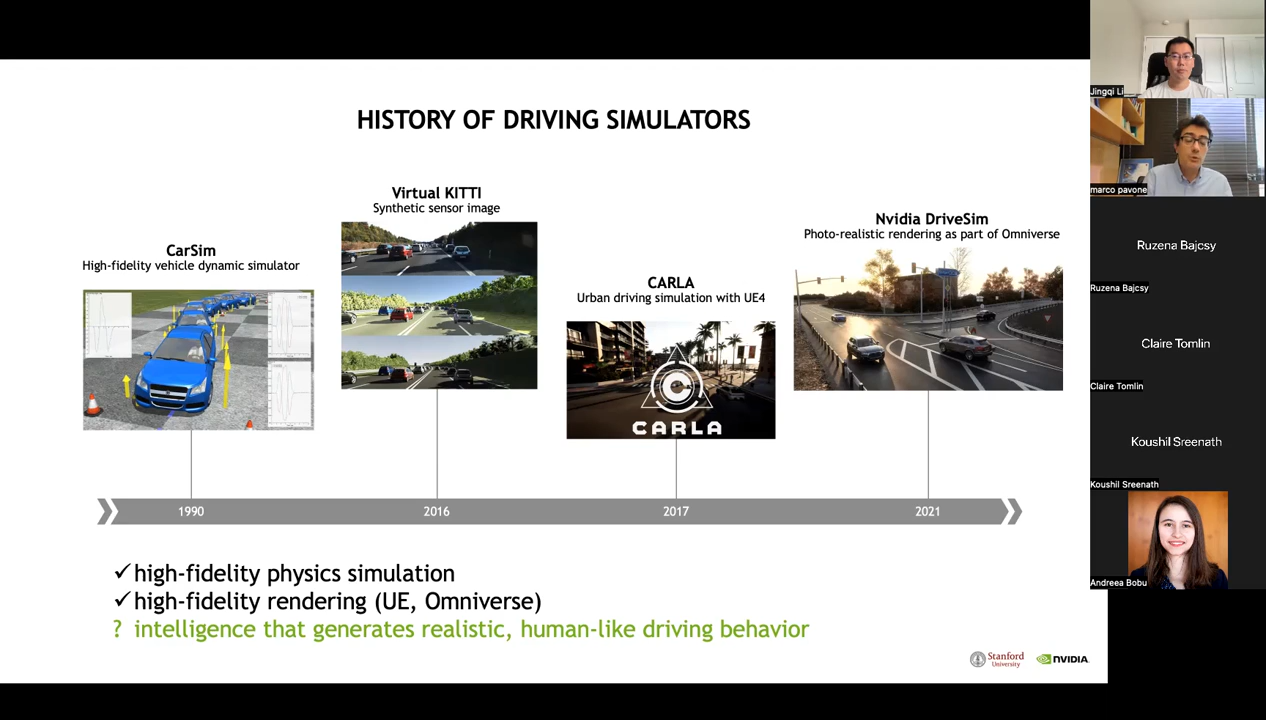 HISTORY OF DRIVING SIMULATORS
CarSim
High-fidelity vehicle dynamic simulator
Virtual KITTI
Synthetic sensor image
CARLA
Urban driving simulation with UE4
Nvidia DriveSim
Photo-realistic rendering as part of Omniverse
CARLA
1990
2016
2017
2021
✓ high-fidelity physics simulation
✓ high-fidelity rendering (UE, Omniverse)
? intelligence that generates realistic, human-like driving behavior
Stanford
University
NVIDIA
Jingqi Li
marco pavone
Ruzena Bajcsy
Ruzena Bajcsy
Claire Tomlin
Claire Tomlin
Koushil Sreenath
Koushil Sreenath
Andreea Bobu